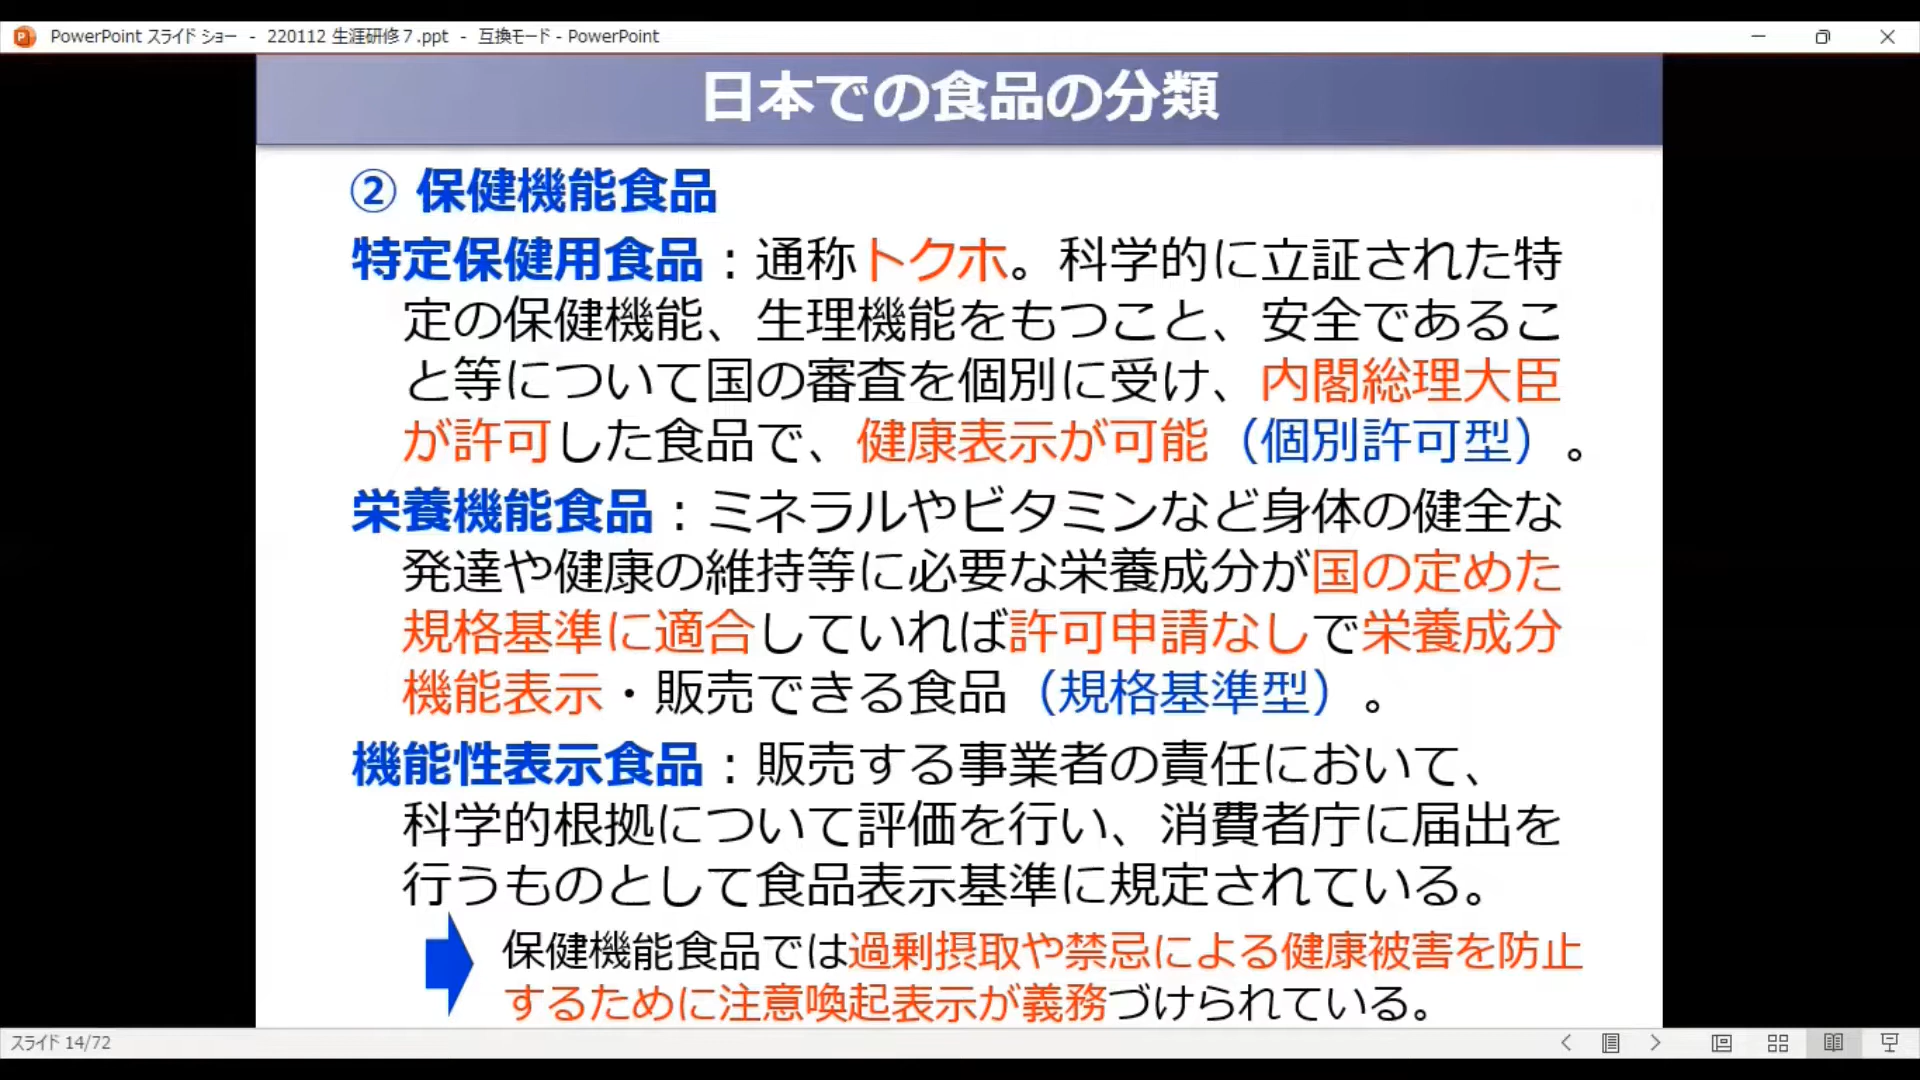 PowerPoint スライド ショー - 220112 生涯研修７.ppt - 互換モード - PowerPoint
日本での食品の分類
② 保健機能食品
特定保健用食品：通称トクホ。科学的に立証された特
定の保健機能、生理機能をもつこと、安全であるこ
と等について国の審査を個別に受け、内閣総理大臣
が許可した食品で、健康表示が可能（個別許可型）。
栄養機能食品：ミネラルやビタミンなど身体の健全な
発達や健康の維持等に必要な栄養成分が国の定めた
規格基準に適合していれば許可申請なしで栄養成分
機能表示・販売できる食品（規格基準型）。
機能性表示食品：販売する事業者の責任において、
科学的根拠について評価を行い、消費者庁に届出を
行うものとして食品表示基準に規定されている。
保健機能食品では過剰摂取や禁忌による健康被害を防止
するために注意喚起表示が義務づけられている。
スライド 14/72